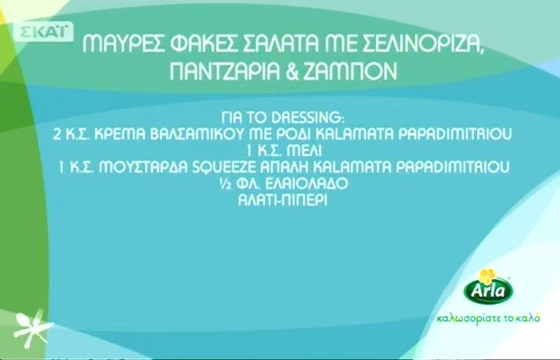 ΣΚΑΪ
ΜΑΥΡΕΣ ΦΑΚΕΣ ΣΑΛΑΤΑ ΜΕ ΣΕΛΙΝΟΡΙΖΑ,
ΠΑΝΤΖΑΡΙΑ & ΖΑΜΠΟΝ
ΓΙΑ ΤΟ DRESSING:
2 Κ.Σ. ΚΡΕΜΑ ΒΑΛΣΑΜΙΚΟΥ ΜΕ ΡΟΔΙ KALAMATA PAPADIMITRIOU
1 Κ.Σ. ΜΕΛΙ
1 Κ.Σ. ΜΟΥΣΤΑΡΔΑ SQUEEZE ΑΠΑΛΗ KALAMATA PAPADIMITRIOU
½ ΦΛ. ΕΛΑΙΟΛΑΔΟ
ΑΛΑΤΙ-ΠΙΠΕΡΙ
Arla
καλωσορίστε το καλό